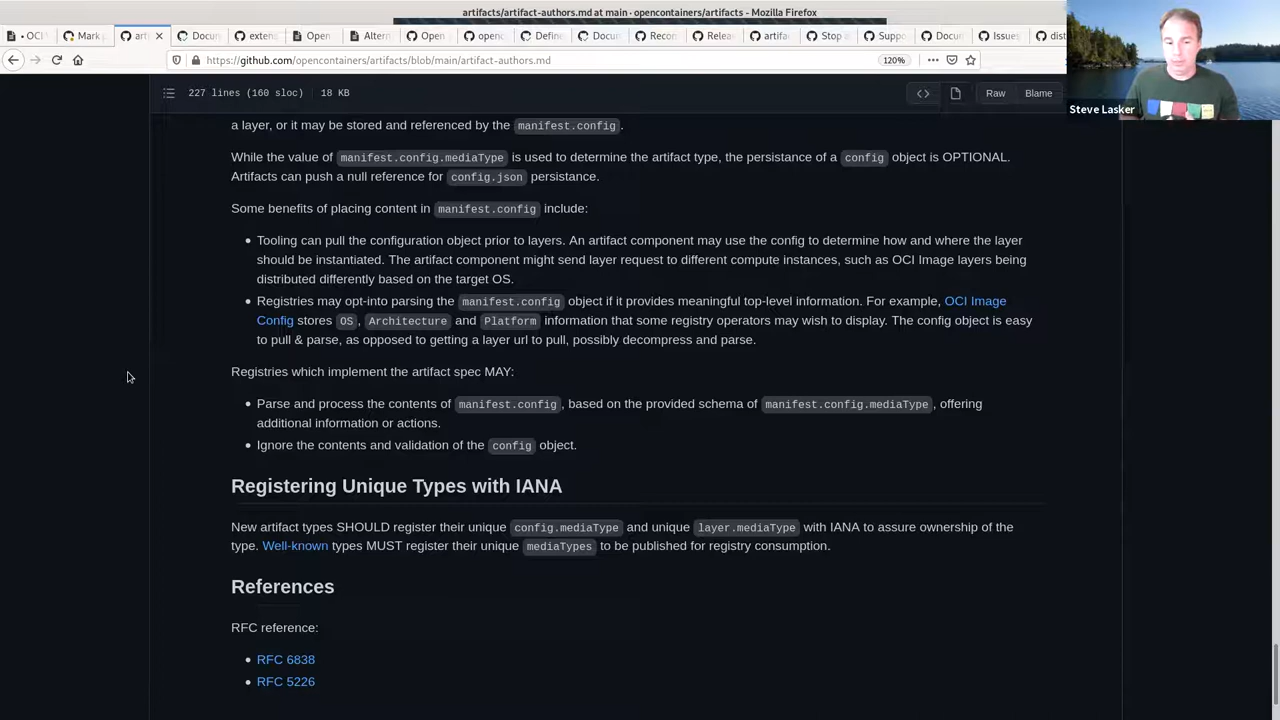 artifacts/artifact-authors.md at main · opencontainers/artifacts - Mozilla Firefox
• OCI
Mark
art
Docu
exten
Open
Altern
Open
openc
Define
Docu
Recon
Relea
artifa
Stop
Suppo
Docu
Issues
dist
https://github.com/opencontainers/artifacts/blob/main/artifact-authors.md
120%
Steve Lasker
227 lines (160 sloc)
18 KB
Raw
Blame
a layer, or it may be stored and referenced by the manifest.config.
While the value of manifest.config.mediaType is used to determine the artifact type, the persistance of a config object is OPTIONAL.
Artifacts can push a null reference for config.json persistance.
Some benefits of placing content in manifest.config include:
• Tooling can pull the configuration object prior to layers. An artifact component may use the config to determine how and where the layer
should be instantiated. The artifact component might send layer request to different compute instances, such as OCI Image layers being
distributed differently based on the target OS.
• Registries may opt-into parsing the manifest.config object if it provides meaningful top-level information. For example, OCI Image
Config stores OS, Architecture and Platform information that some registry operators may wish to display. The config object is easy
to pull & parse, as opposed to getting a layer url to pull, possibly decompress and parse.
Registries which implement the artifact spec MAY:
• Parse and process the contents of manifest.config, based on the provided schema of manifest.config.mediaType, offering
additional information or actions.
• Ignore the contents and validation of the config object.
Registering Unique Types with IANA
New artifact types SHOULD register their unique config.mediaType and unique layer.mediaType with IANA to assure ownership of the
type. Well-known types MUST register their unique mediaTypes to be published for registry consumption.
References
RFC reference:
• RFC 6838
• RFC 5226